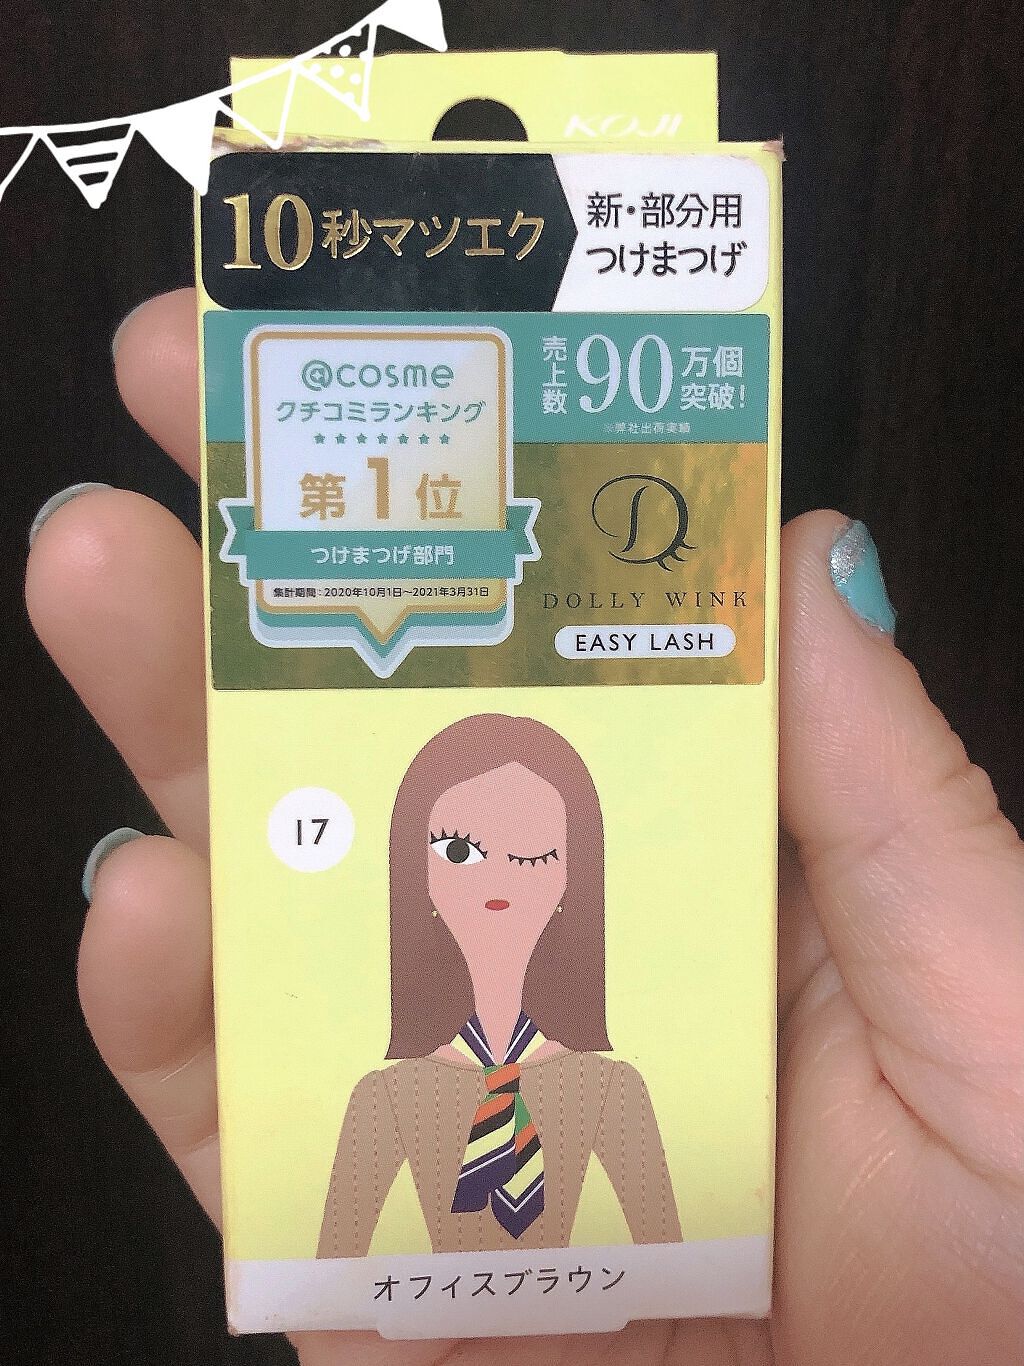 KOJI
10秒マツエク
新・部分用
つけまつげ
@cosme
クチコミランキング
第1位
つけまつげ部門
集計期間:2020年10月1日~2021年3月31日
売上数90万個突破!
※弊社出荷実績
D
DOLLY WINK
EASY LASH
17
オフィスブラウン